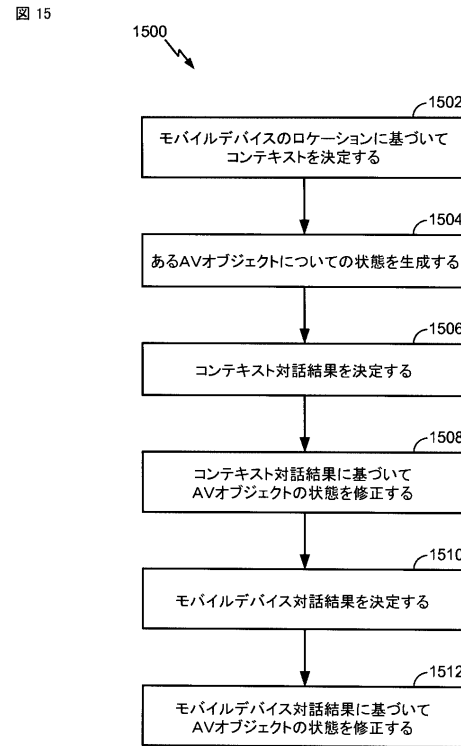 図 15
1500
1502
モバイルデバイスのロケーションに基づいて
コンテキストを決定する
1504
あるAVオブジェクトについての状態を生成する
1506
コンテキスト対話結果を決定する
1508
コンテキスト対話結果に基づいて
AVオブジェクトの状態を修正する
1510
モバイルデバイス対話結果を決定する
1512
モバイルデバイス対話結果に基づいて
AVオブジェクトの状態を修正する